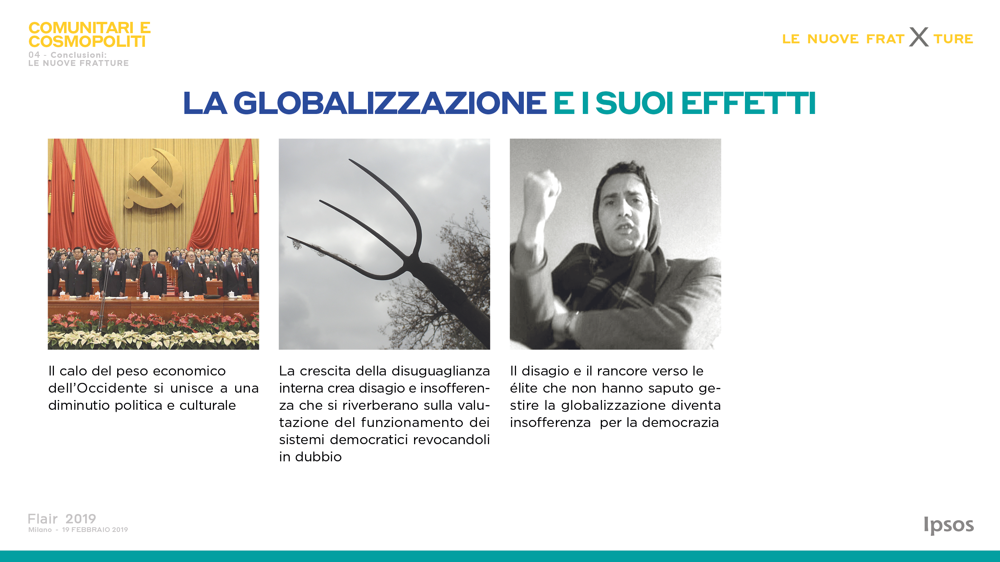 COMUNITARI E
COSMOPOLITI
04 - Conclusioni:
LE NUOVE FRATTURE
LE NUOVE FRAT X TURE
LA GLOBALIZZAZIONE E I SUOI EFFETTI
Il calo del peso economico
dell’Occidente si unisce a una
diminutio politica e culturale
La crescita della disuguaglianza
interna crea disagio e insofferen-
za che si riverberano sulla valu-
tazione del funzionamento dei
sistemi democratici revocandoli
in dubbio
Il disagio e il rancore verso le
élite che non hanno saputo ge-
stire la globalizzazione diventa
insofferenza per la democrazia
Flair 2019
Milano - 19 FEBBRAIO 2019
Ipsos